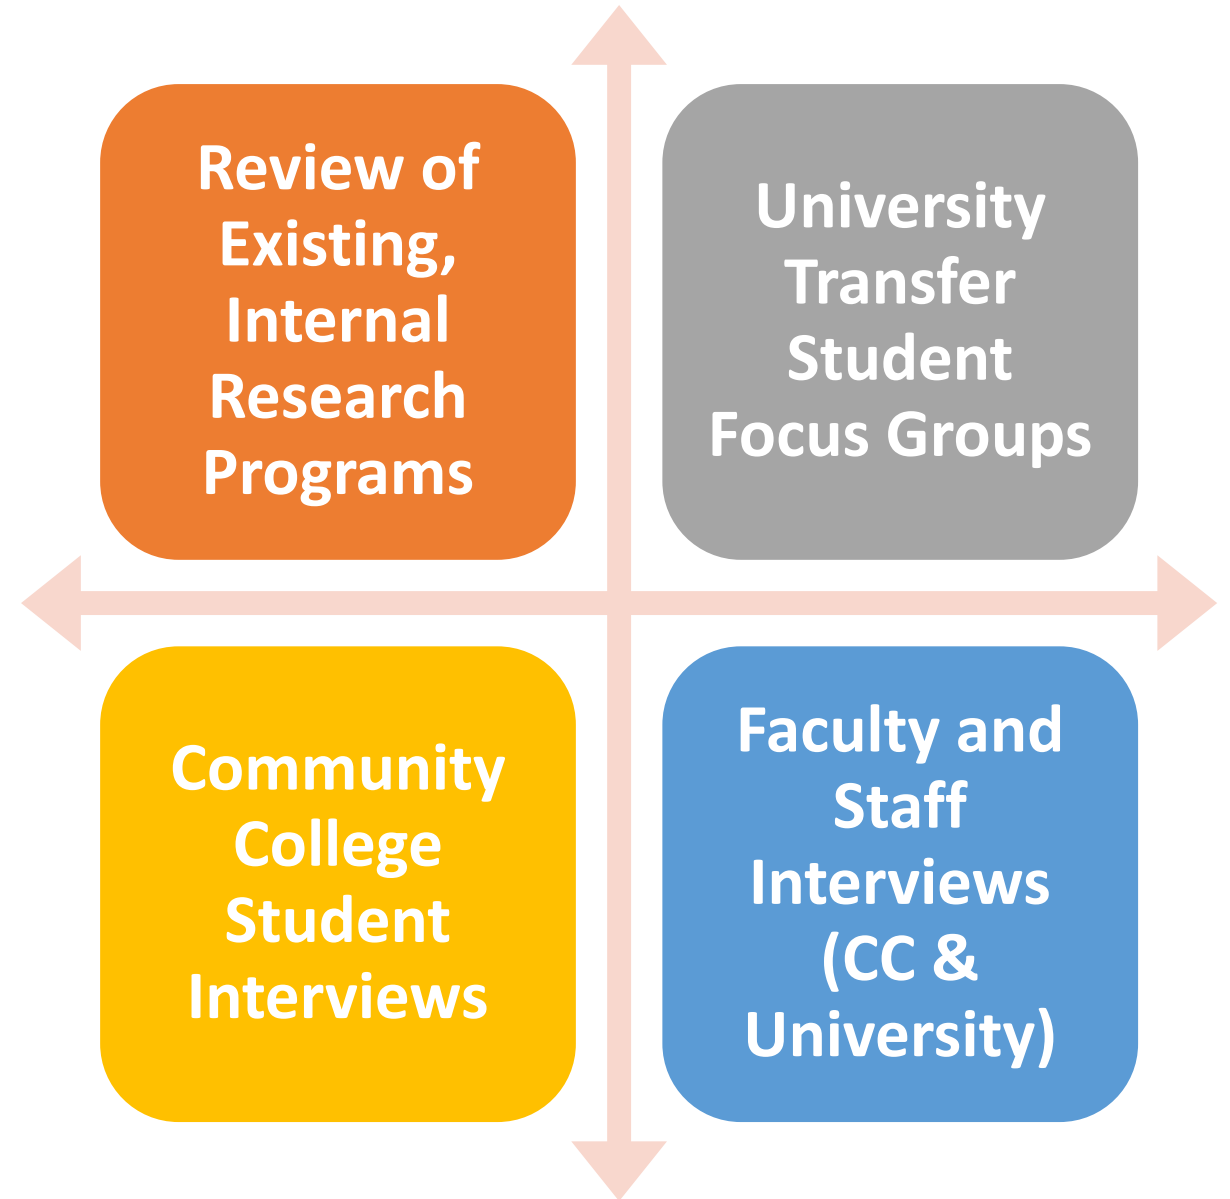 Review of
Existing,
Internal
Research
Programs
University
Transfer
Student
Focus Groups
Community
College
Student
Interviews
Faculty and
Staff
Interviews
(CC &
University)